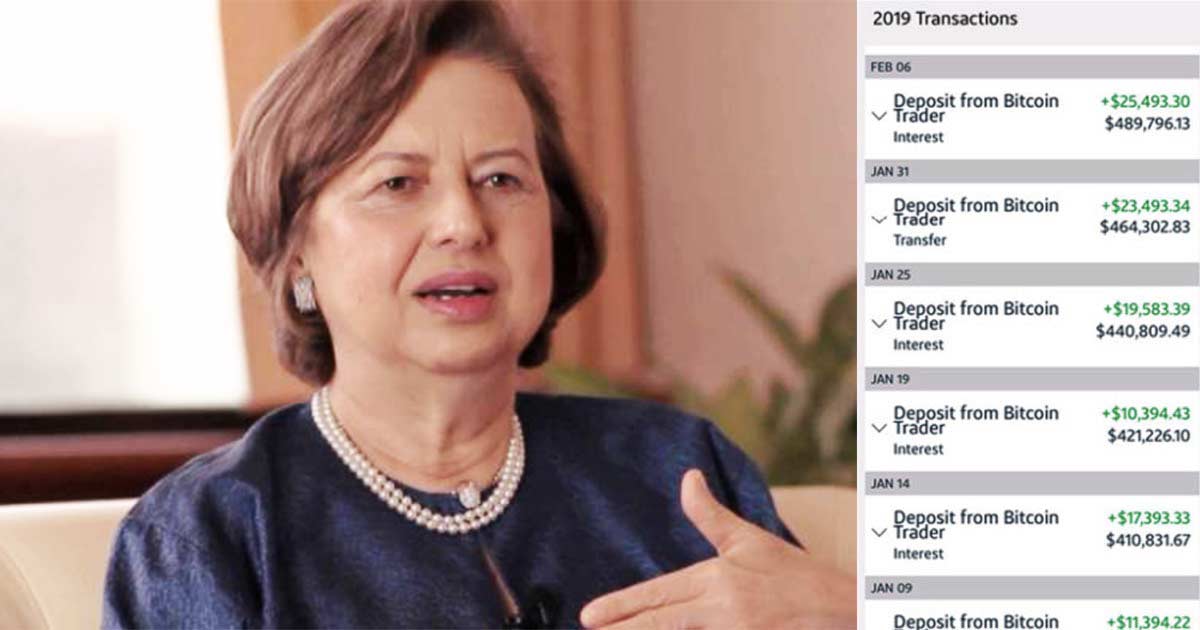 2019 Transactions
FEB 06
Deposit from Bitcoin +$25,493.30
Trader $489,796.13
Interest
JAN 31
Deposit from Bitcoin +$23,493.34
Trader $464,302.83
Transfer
JAN 25
Deposit from Bitcoin +$19,583.39
Trader $440,809.49
Interest
JAN 19
Deposit from Bitcoin +$10,394.43
Trader $421,226.10
Interest
JAN 14
Deposit from Bitcoin +$17,393.33
Trader $410,831.67
Interest
JAN 09
Deposit from Bitcoin +$11,394.22